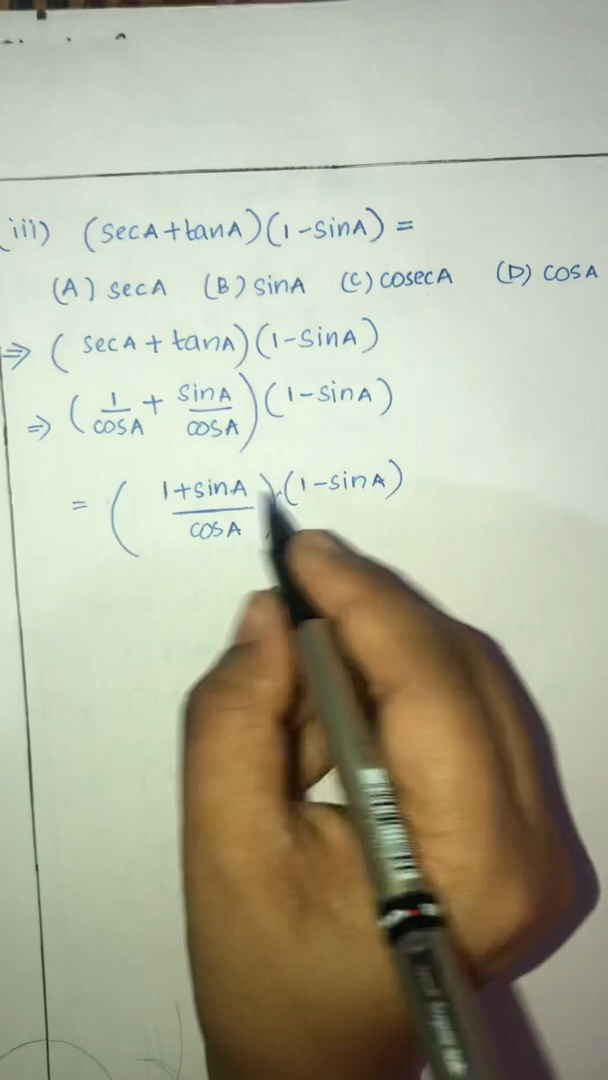 (iii) (secA+tanA)(1-sinA) =
(A) secA (B) sinA (C) cosecA (D) cosA
⇒ (secA + tanA)(1-sinA)
⇒ (1/cosA + sinA/cosA)(1-sinA)
= (1+sinA/cosA)(1-sinA)